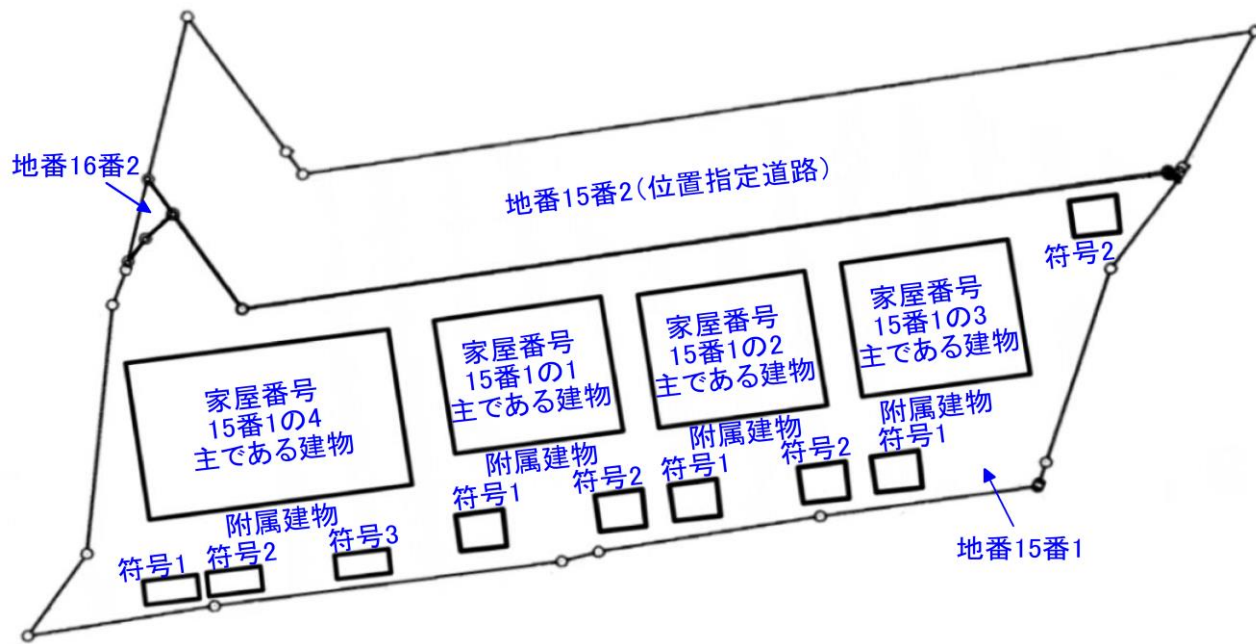 地番16番2
地番15番2(位置指定道路)
符号2
家屋番号
15番1の4
主である建物
家屋番号
15番1の1
主である建物
家屋番号
15番1の2
主である建物
家屋番号
15番1の3
主である建物
附属建物
符号1
符号2
符号3
附属建物
符号1
符号2
附属建物
符号1
符号2
附属建物
符号1
地番15番1